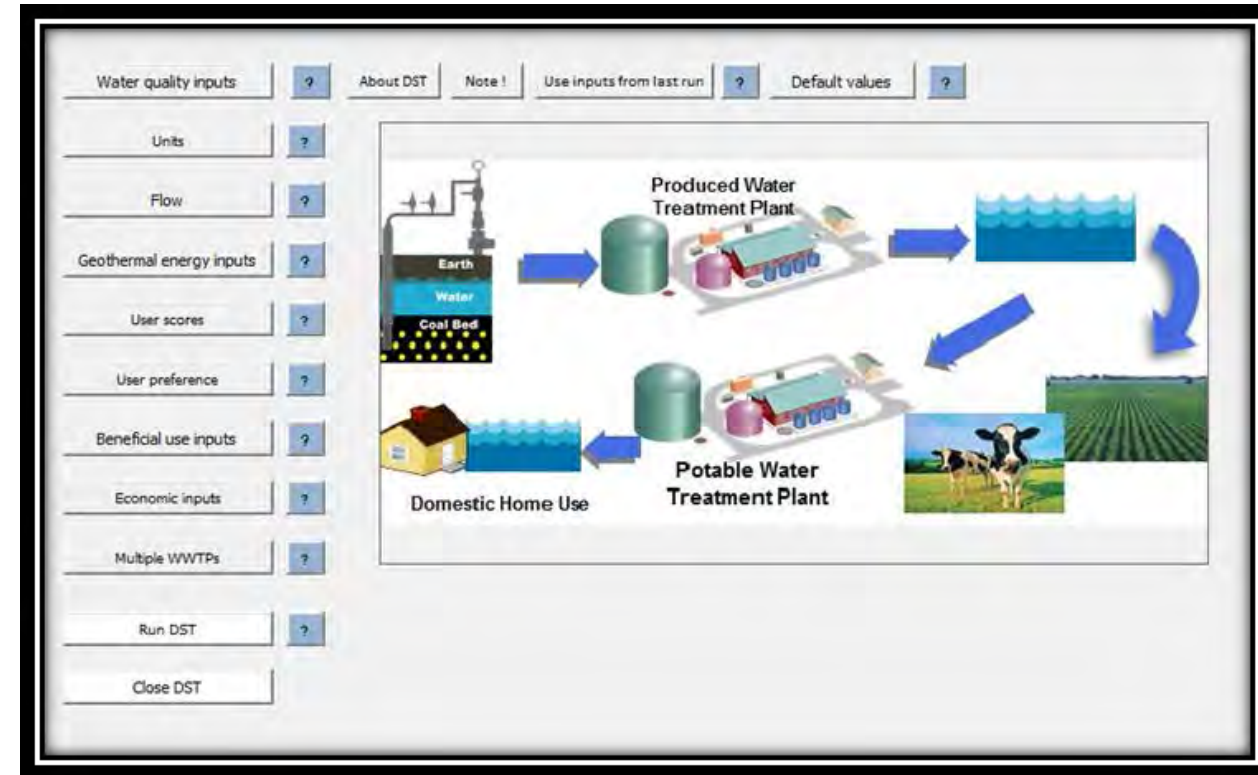 Water quality inputs ? About DST Note ! Use inputs from last run ? Default values ?
Units ?
Flow ?
Geothermal energy inputs ?
User scores ?
User preference ?
Beneficial use inputs ?
Economic inputs ?
Multiple WWTPs ?
Run DST ?
Close DST
Produced Water
Treatment Plant
Earth
Water
Coal Bed
Potable Water
Treatment Plant
Domestic Home Use